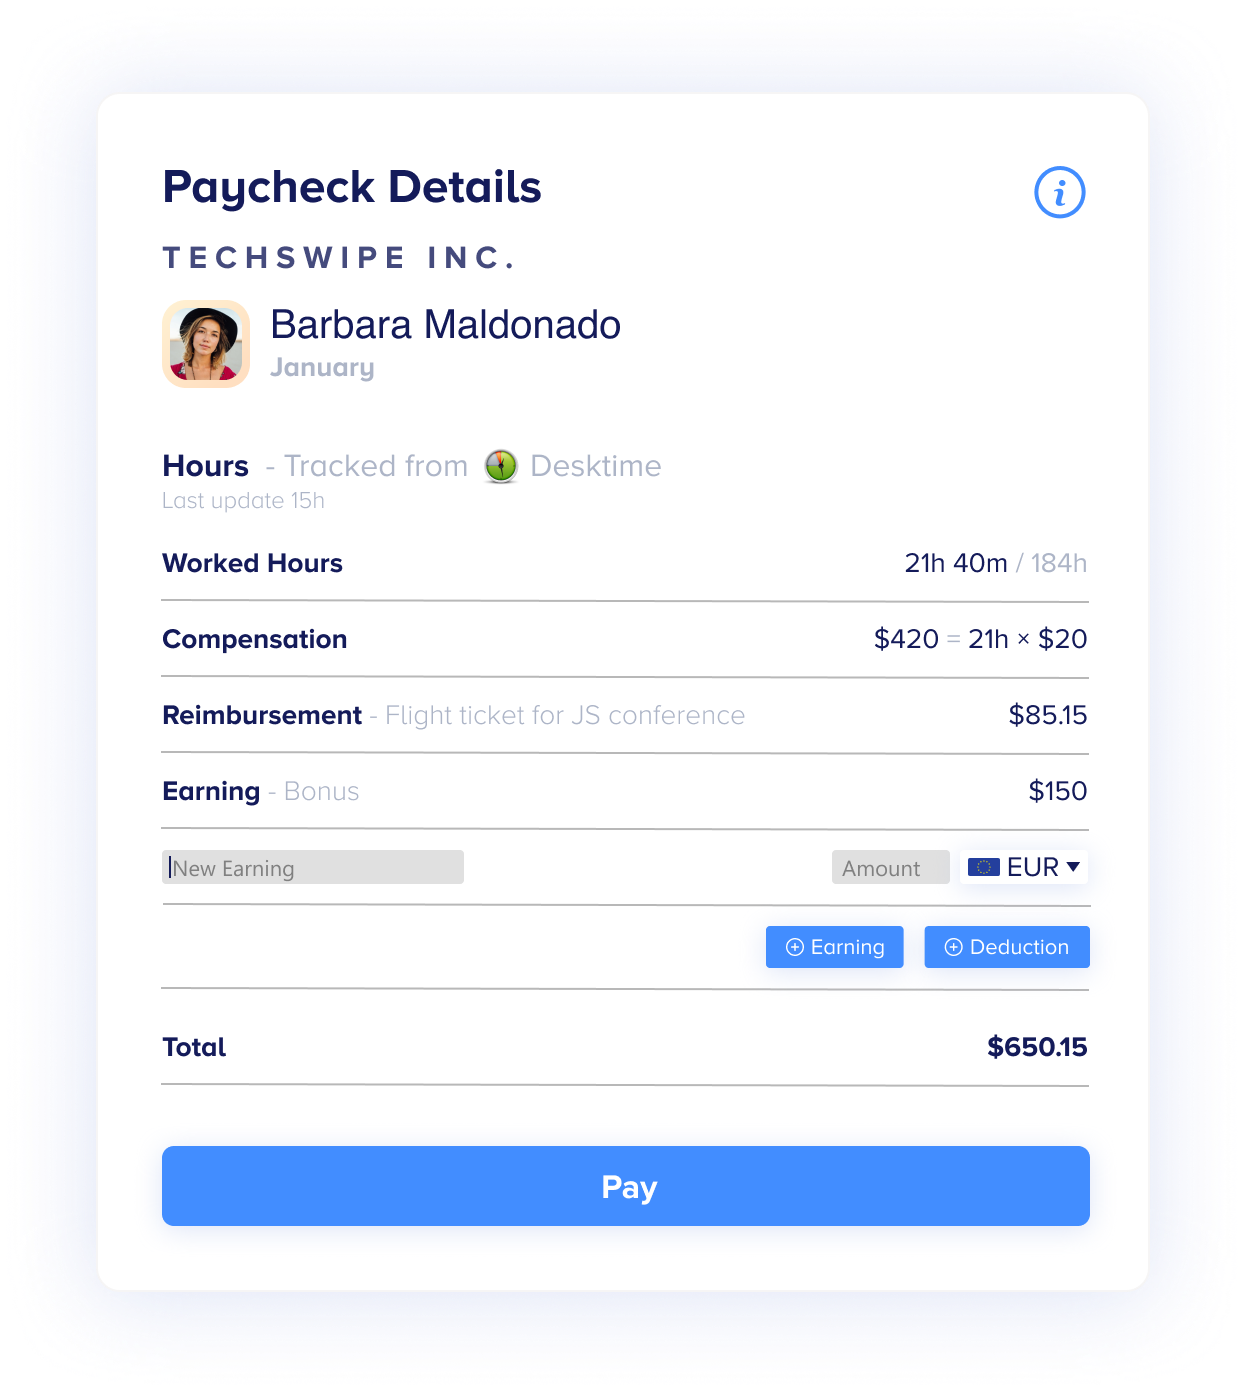 Paycheck Details
i
TECHSWIPE INC.
Barbara Maldonado
January
Hours - Tracked from Desktime
Last update 15h
Worked Hours 21h 40m / 184h
Compensation $420 = 21h × $20
Reimbursement - Flight ticket for JS conference $85.15
Earning - Bonus $150
New Earning Amount EUR
Earning Deduction
Total $650.15
Pay